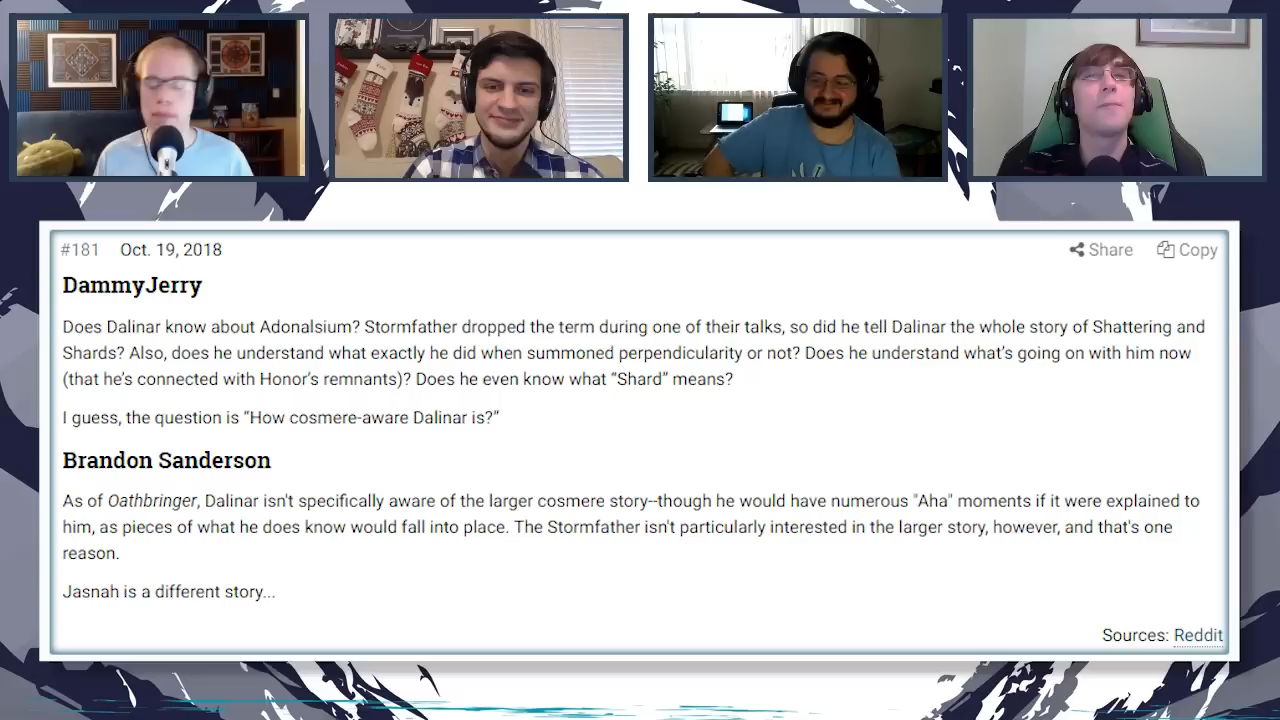 #181 Oct. 19, 2018 Share Copy
DammyJerry
Does Dalinar know about Adonalsium? Stormfather dropped the term during one of their talks, so did he tell Dalinar the whole story of Shattering and
Shards? Also, does he understand what exactly he did when summoned perpendicularity or not? Does he understand what's going on with him now
(that he's connected with Honor's remnants)? Does he even know what “Shard” means?
I guess, the question is “How cosmere-aware Dalinar is?”
Brandon Sanderson
As of Oathbringer, Dalinar isn't specifically aware of the larger cosmere story--though he would have numerous "Aha" moments if it were explained to
him, as pieces of what he does know would fall into place. The Stormfather isn't particularly interested in the larger story, however, and that's one
reason.
Jasnah is a different story...
Sources: Reddit